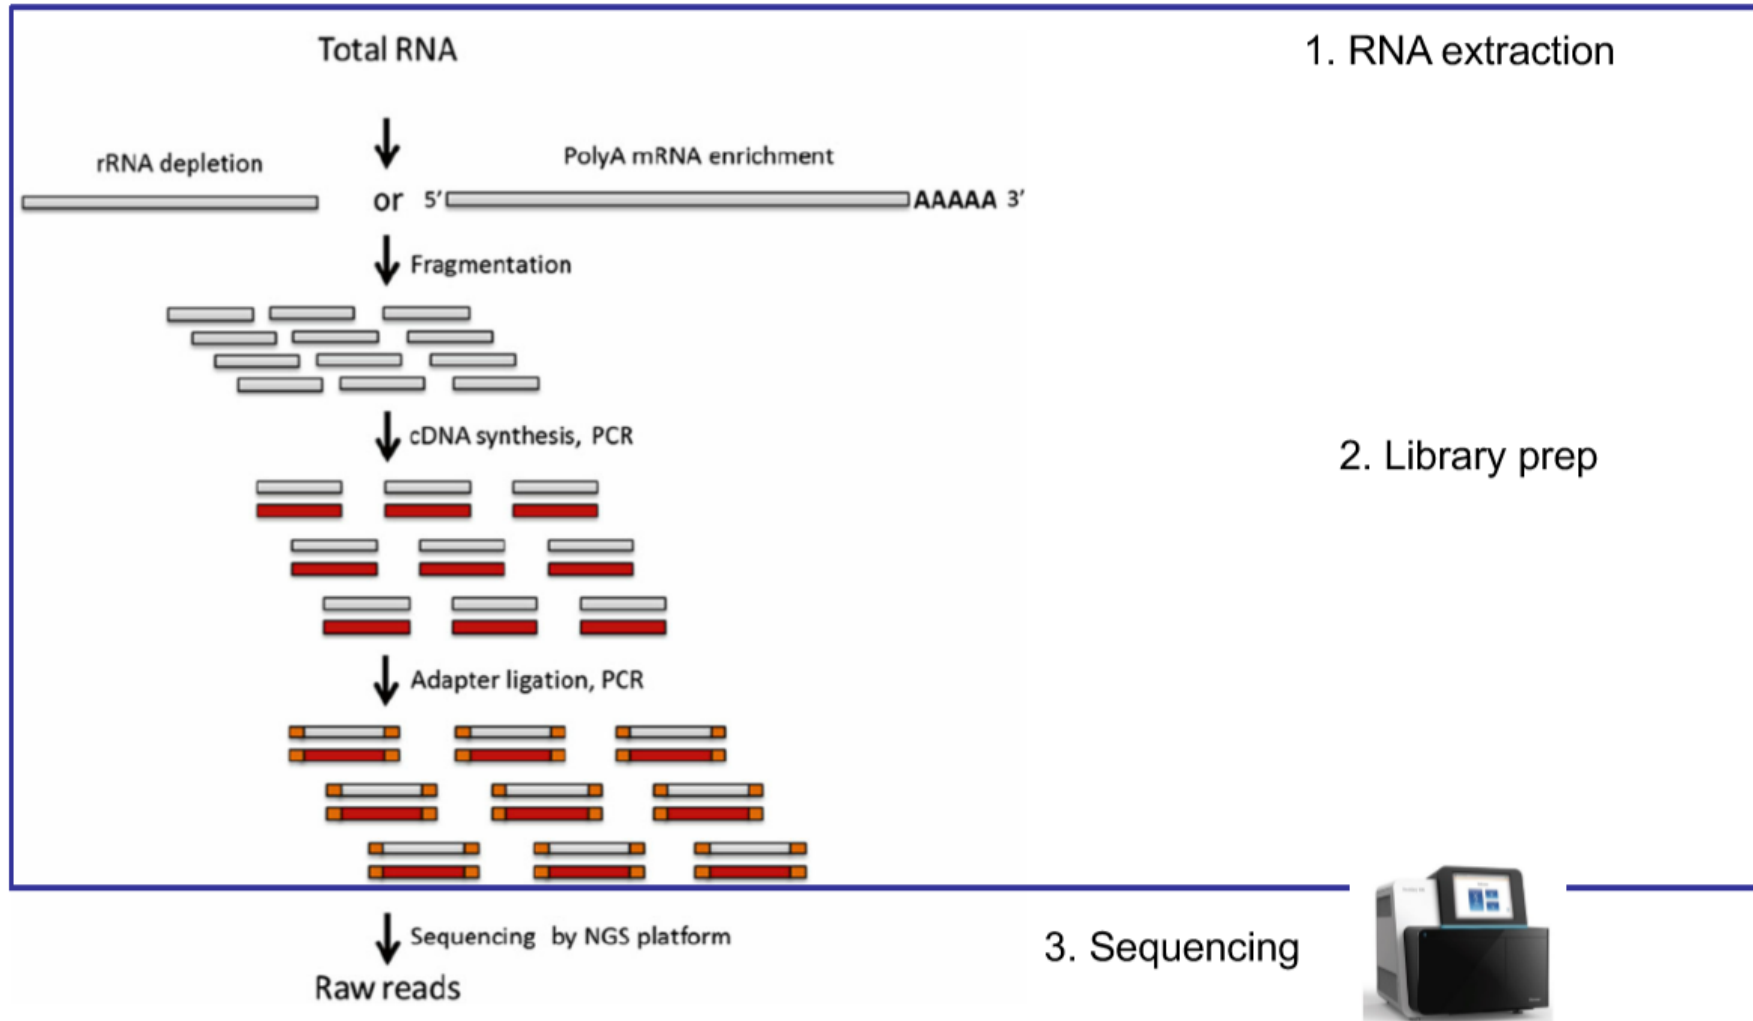 Total RNA
1. RNA extraction
rRNA depletion
PolyA mRNA enrichment
or
5’
AAAAA 3’
Fragmentation
cDNA synthesis, PCR
2. Library prep
Adapter ligation, PCR
Sequencing by NGS platform
3. Sequencing
Raw reads